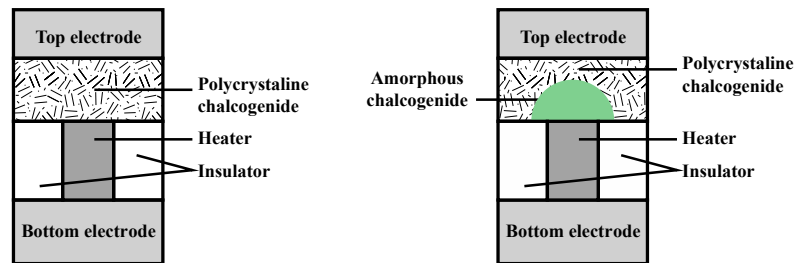 Top electrode
Polycrystaline
chalcogenide
Heater
Insulator
Bottom electrode
Top electrode
Amorphous
chalcogenide
Polycrystaline
chalcogenide
Heater
Insulator
Bottom electrode